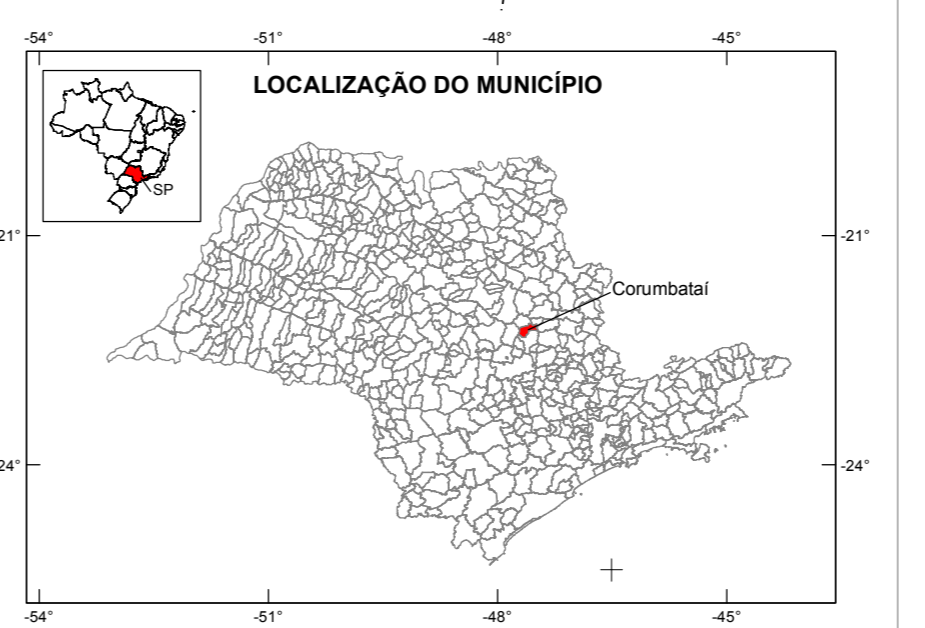 -54° -51° -48° -45°
LOCALIZAÇÃO DO MUNICÍPIO
SP
21° -21°
Corumbataí
24° -24°
-54° -51° -48° -45°